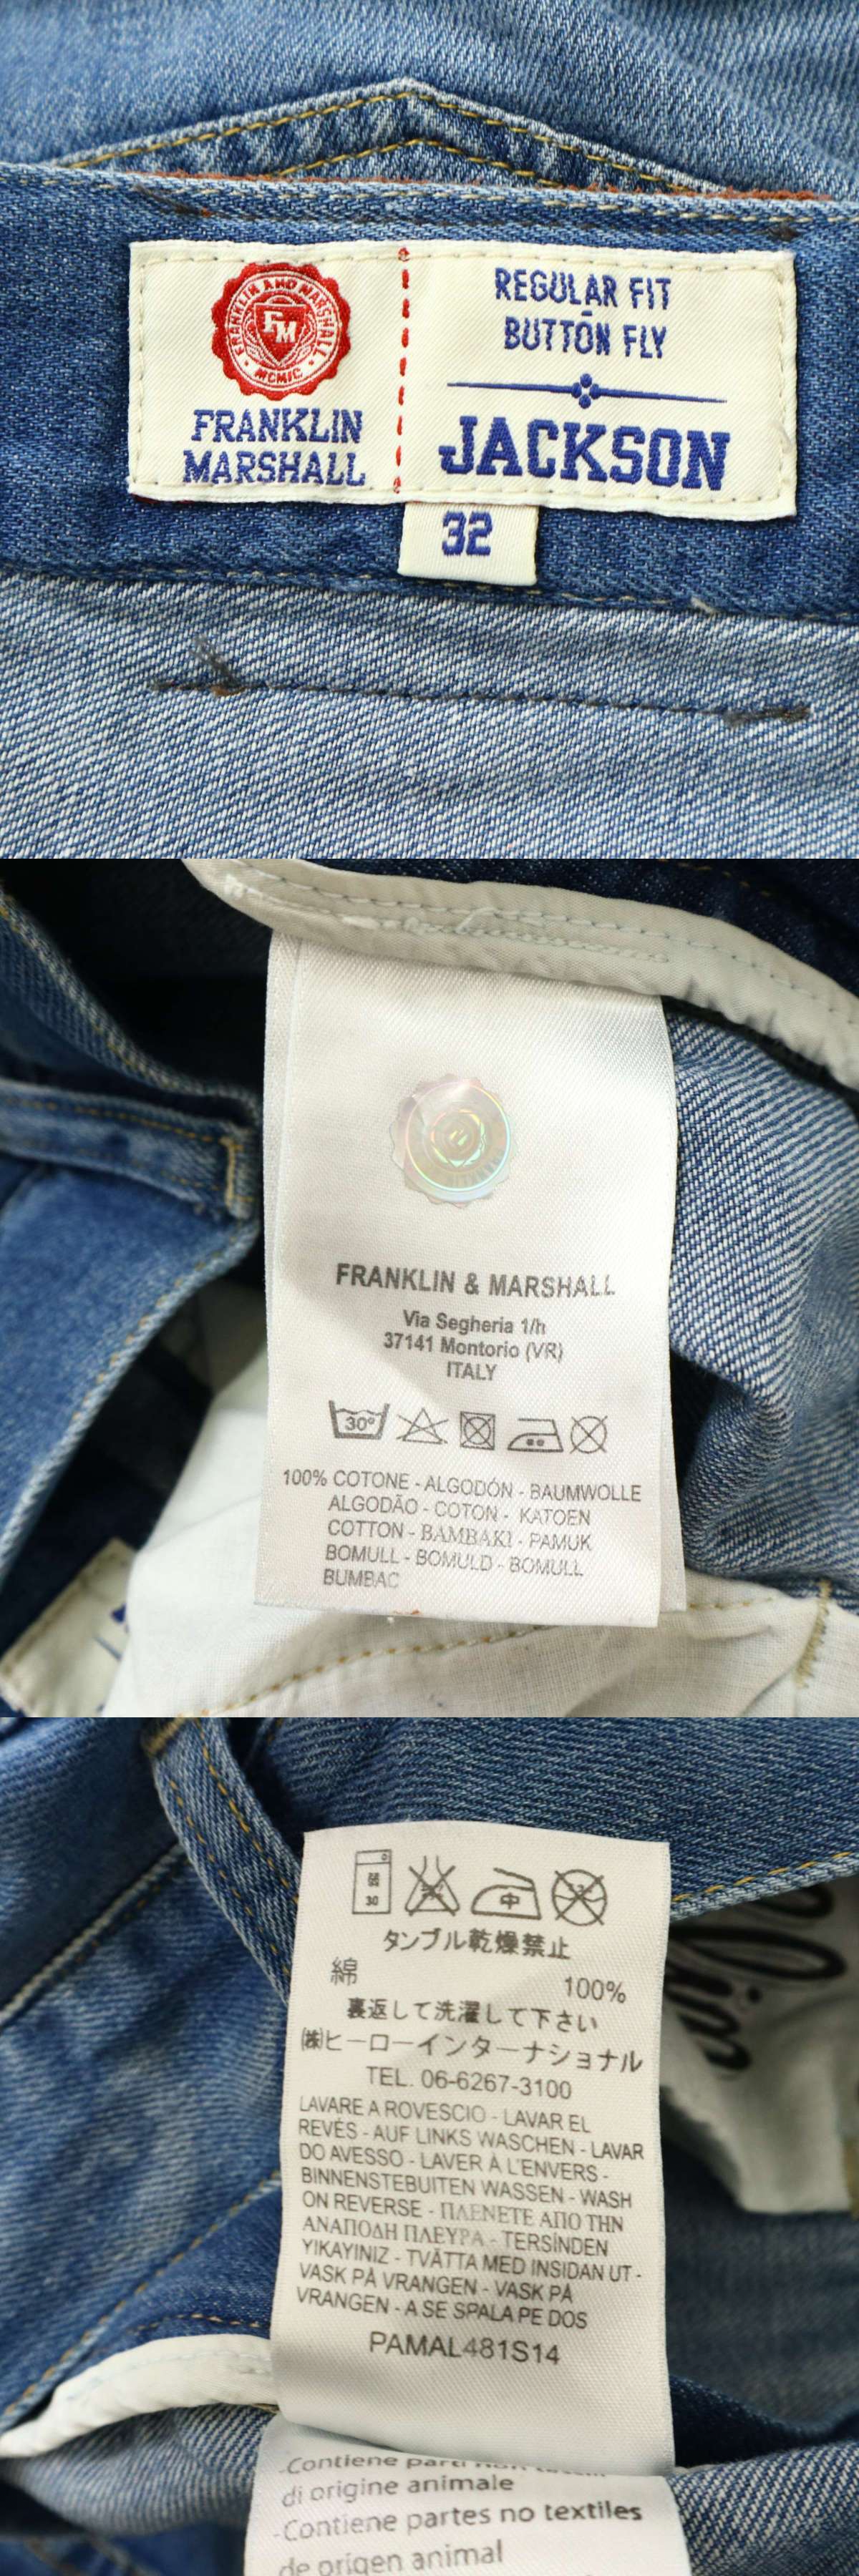 FRANKLIN AND MARSHALL
FM
MCMIC
FRANKLIN
MARSHALL
REGULAR FIT
-
BUTTON FLY
JACKSON
32
FRANKLIN
FRANKLIN & MARSHALL
Via Segheria 1/h
37141 Montorio (VR)
ITALY
30°
100% COTONE - ALGODÓN - BAUMWOLLE
ALGODÃO - COTON - KATOEN
COTTON - BAMBAKI - PAMUK
BOMULL - BOMULD - BOMULL
BUMBAC
弱
30
中
タンブル乾燥禁止
綿 100%
裏返して洗濯して下さい
㈱ヒーローインターナショナル
TEL. 06-6267-3100
LAVARE A ROVESCIO - LAVAR EL
REVÉS - AUF LINKS WASCHEN - LAVAR
DO AVESSO - LAVER À L'ENVERS -
BINNENSTEBUITEN WASSEN - WASH
ON REVERSE - ΠΛΕΝΕΤΕ ΑΠΟ ΤΗΝ
ΑΝΑΠΟΔΗ ΠΛΕΥΡΑ - TERSİNDEN
YIKAYINIZ - TVÄTTA MED INSIDAN UT -
VASK PÅ VRANGEN - VASK PÅ
VRANGEN - A SE SPALA PE DOS
PAMAL481S14
-Contiene parti non
di origine animale
-Contiene partes no textiles
de origen animal